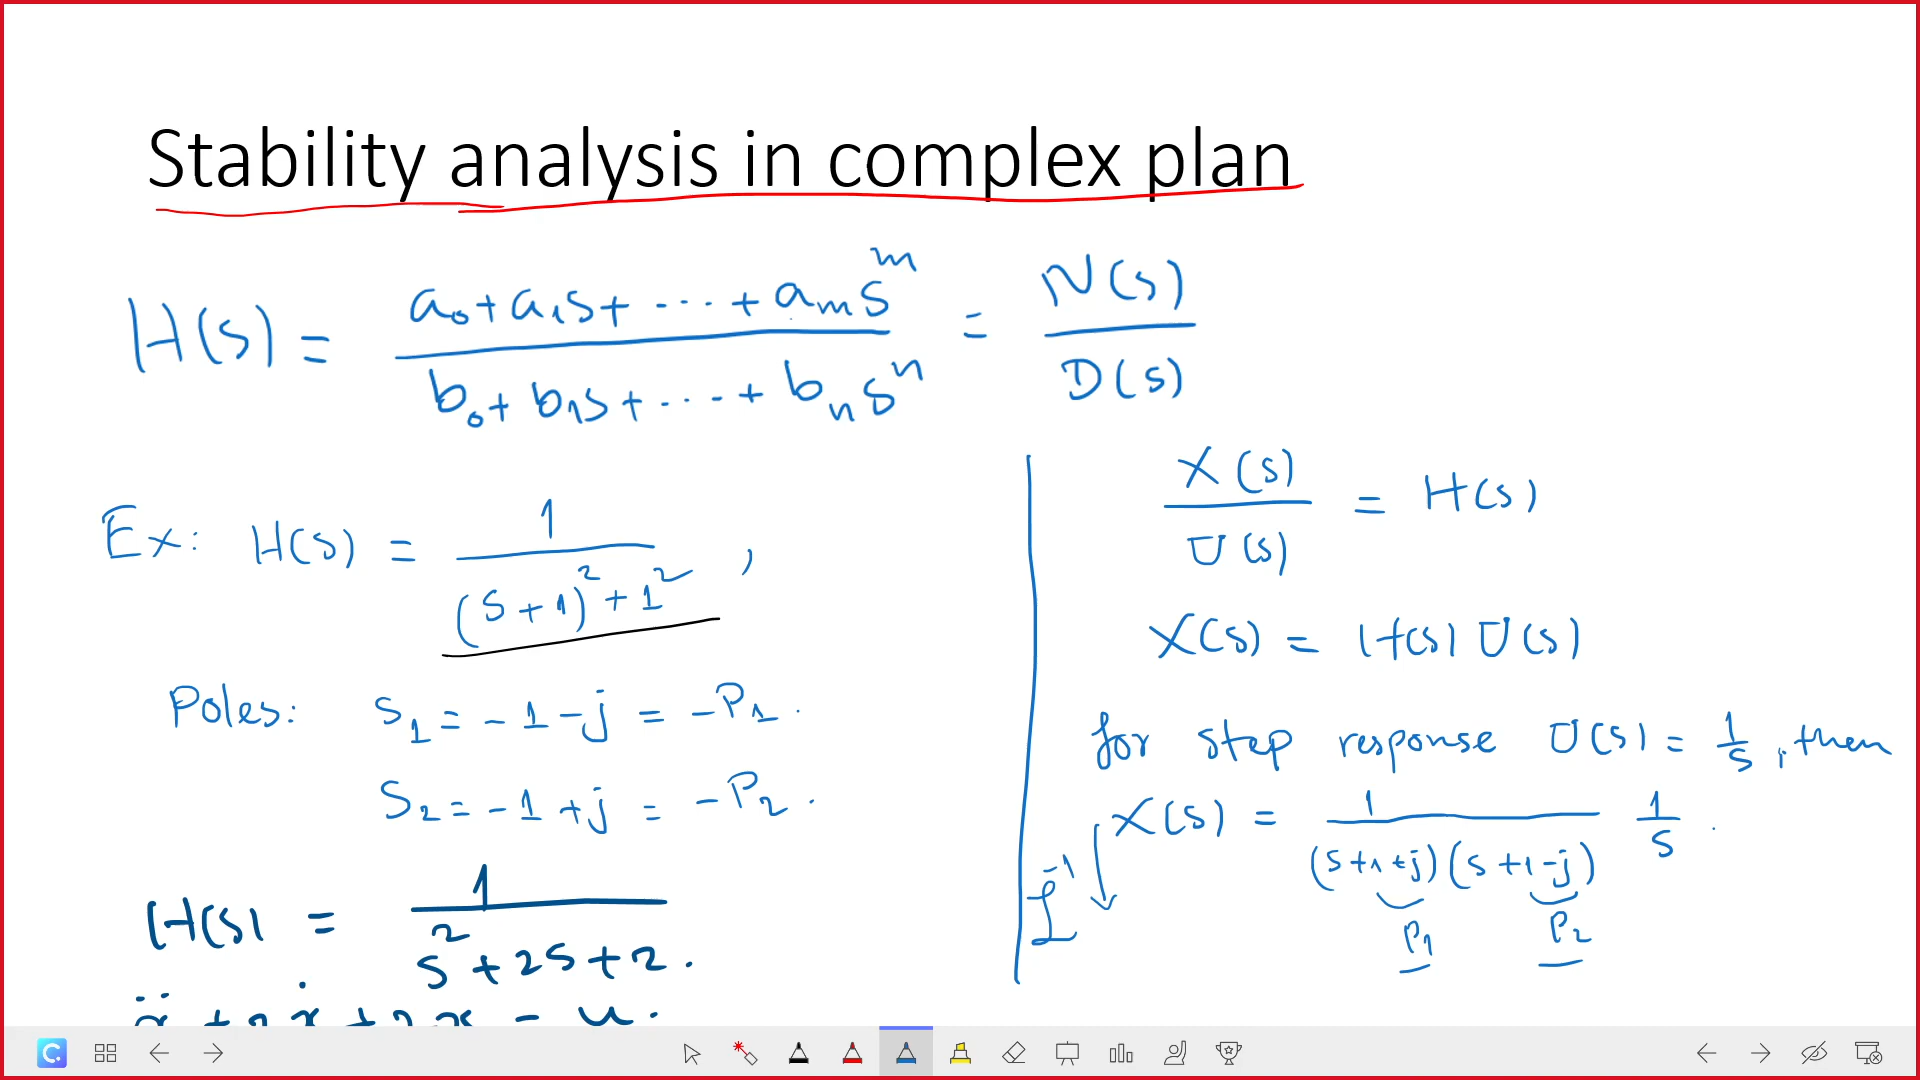 Stability analysis in complex plan
H(s) = (a₀ + a₁s + ... + aₘsᵐ) / (b₀ + b₁s + ... + bₙsⁿ) = N(s) / D(s)
Ex: H(s) = 1 / ((s+1)² + 1²) ,
Poles: s₁ = -1 - j = -P₁ .
s₂ = -1 + j = -P₂ .
H(s) = 1 / (s² + 2s + 2) .
ẍ + 2ẋ + 2x = u .
X(s) / U(s) = H(s)
X(s) = H(s) U(s)
for step response U(s) = 1/s , then
X(s) = 1 / ((s+1+j)(s+1-j)) 1/s .
P₁ P₂
ℒ⁻¹